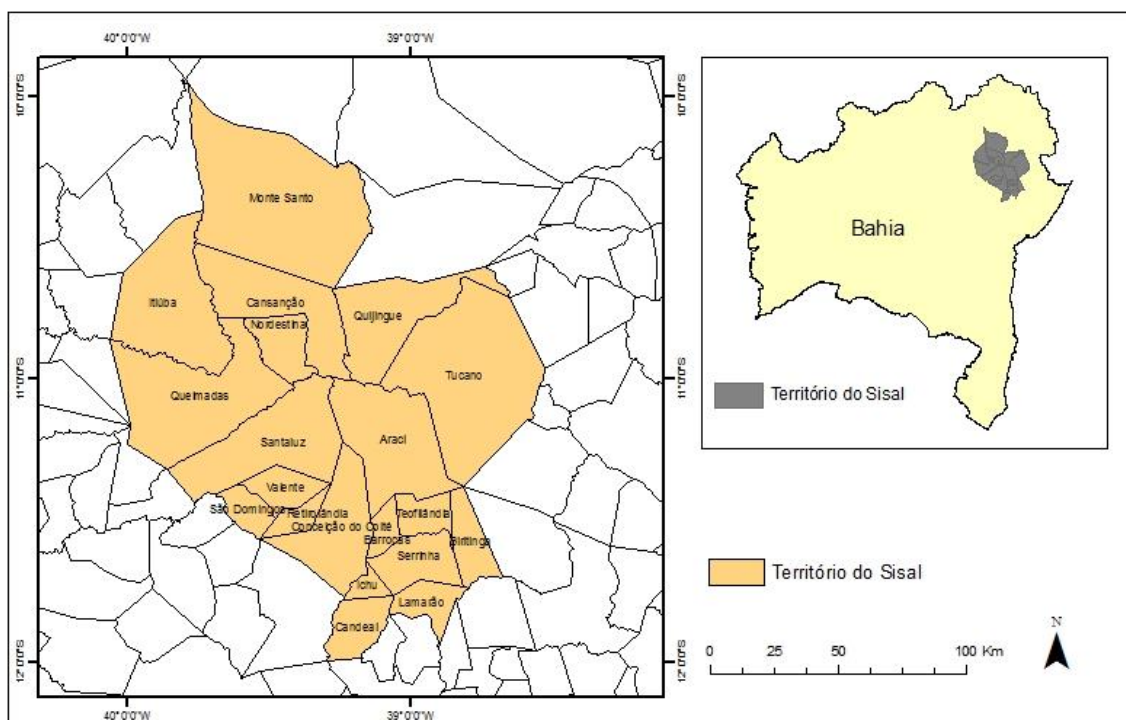 40°0'0"W
39°0'0"W
10°0'0"S
10°0'0"S
Monte Santo
Itiúba
Cansanção
Nordestina
Quijingue
Tucano
11°0'0"S
11°0'0"S
Queimadas
Santaluz
Araci
Valente
São Domingos
Retirolândia
Teofilândia
Conceição do Coité
Barrocas
Biritinga
Serrinha
Ichu
Lamarão
Candeal
12°0'0"S
12°0'0"S
40°0'0"W
39°0'0"W
Bahia
Território do Sisal
Território do Sisal
0 25 50 100 Km
N